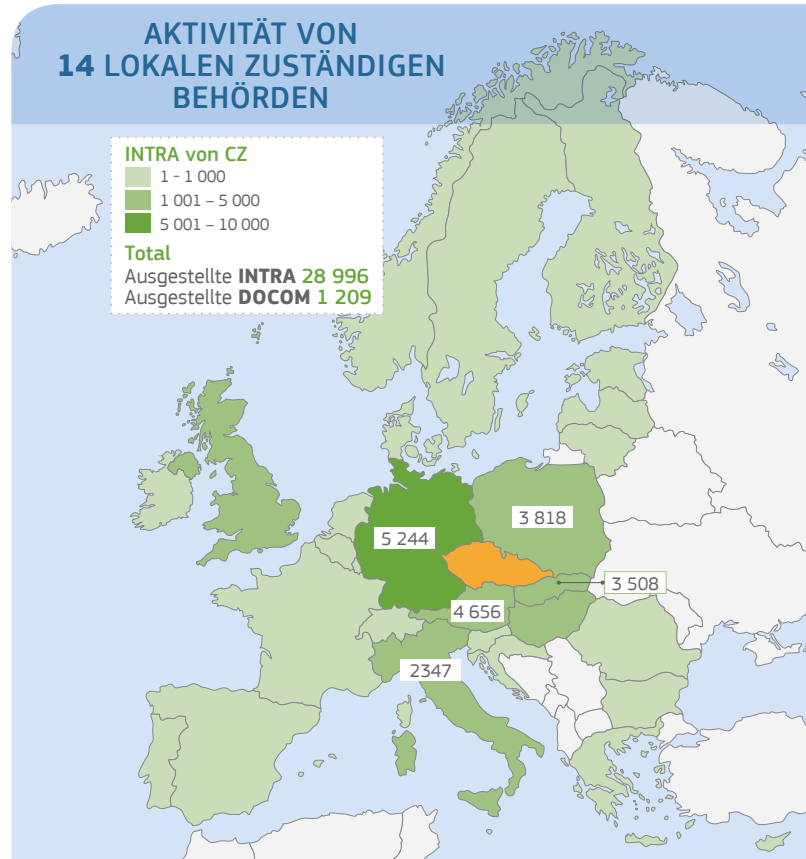 AKTIVITÄT VON
14 LOKALEN ZUSTÄNDIGEN
BEHÖRDEN
INTRA von CZ
1 - 1 000
1 001 – 5 000
5 001 – 10 000
Total
Ausgestellte INTRA 28 996
Ausgestellte DOCOM 1 209
3 818
5 244
3 508
4 656
2347